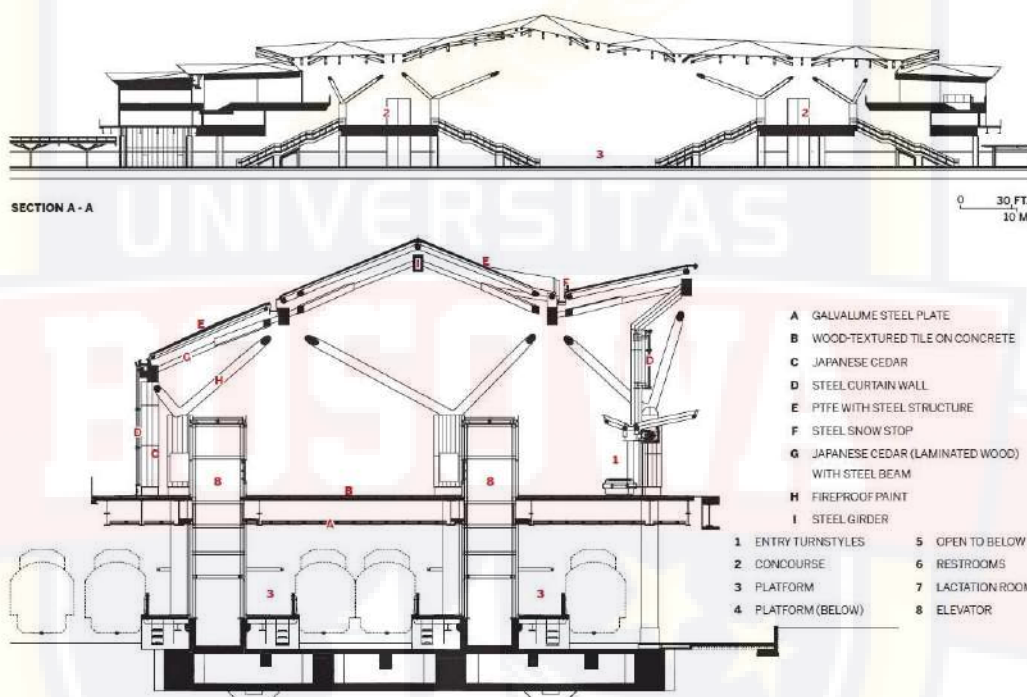 2
2
3
SECTION A - A
0 30 FT.
10 M
UNIVERSITAS
BOSOWA
E
I
E
F
E
G
H
D
D
C
1
8
8
B
A
3
3
A GALVALUME STEEL PLATE
B WOOD-TEXTURED TILE ON CONCRETE
C JAPANESE CEDAR
D STEEL CURTAIN WALL
E PTFE WITH STEEL STRUCTURE
F STEEL SNOW STOP
G JAPANESE CEDAR (LAMINATED WOOD)
WITH STEEL BEAM
H FIREPROOF PAINT
I STEEL GIRDER
1 ENTRY TURNSTYLES
2 CONCOURSE
3 PLATFORM
4 PLATFORM (BELOW)
5 OPEN TO BELOW
6 RESTROOMS
7 LACTATION ROOM
8 ELEVATOR